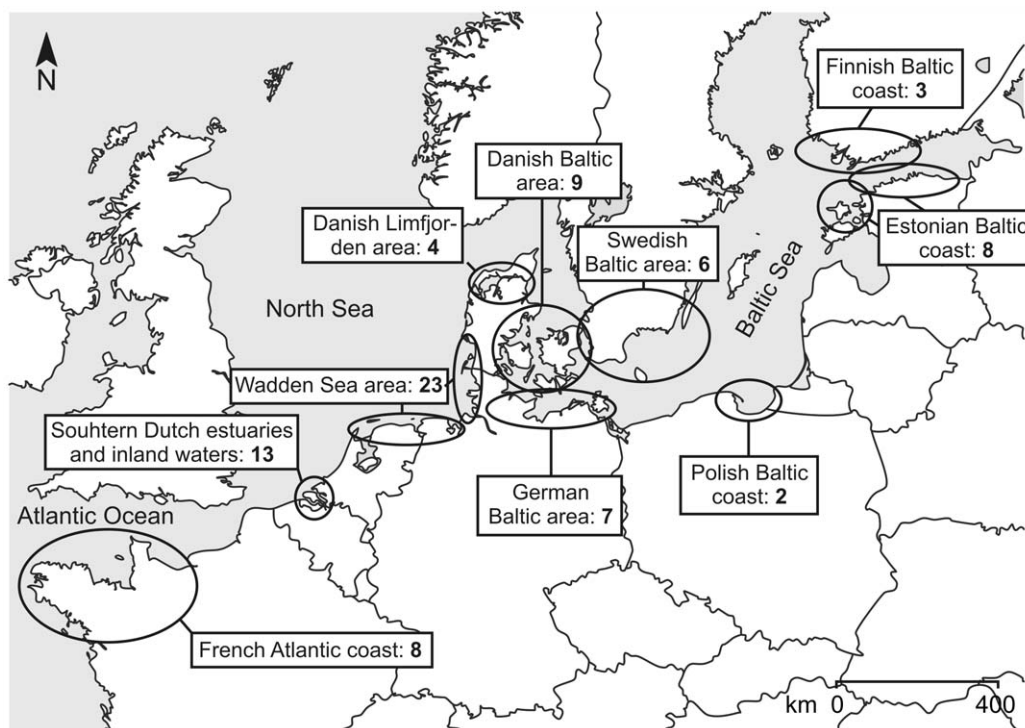 N
Finnish Baltic
coast: 3
Danish Baltic
area: 9
Danish Limfjor-
den area: 4
Swedish
Baltic area: 6
Estonian Baltic
coast: 8
North Sea
Baltic Sea
Wadden Sea area: 23
Souhtern Dutch estuaries
and inland waters: 13
German
Baltic area: 7
Polish Baltic
coast: 2
Atlantic Ocean
French Atlantic coast: 8
km 0 400